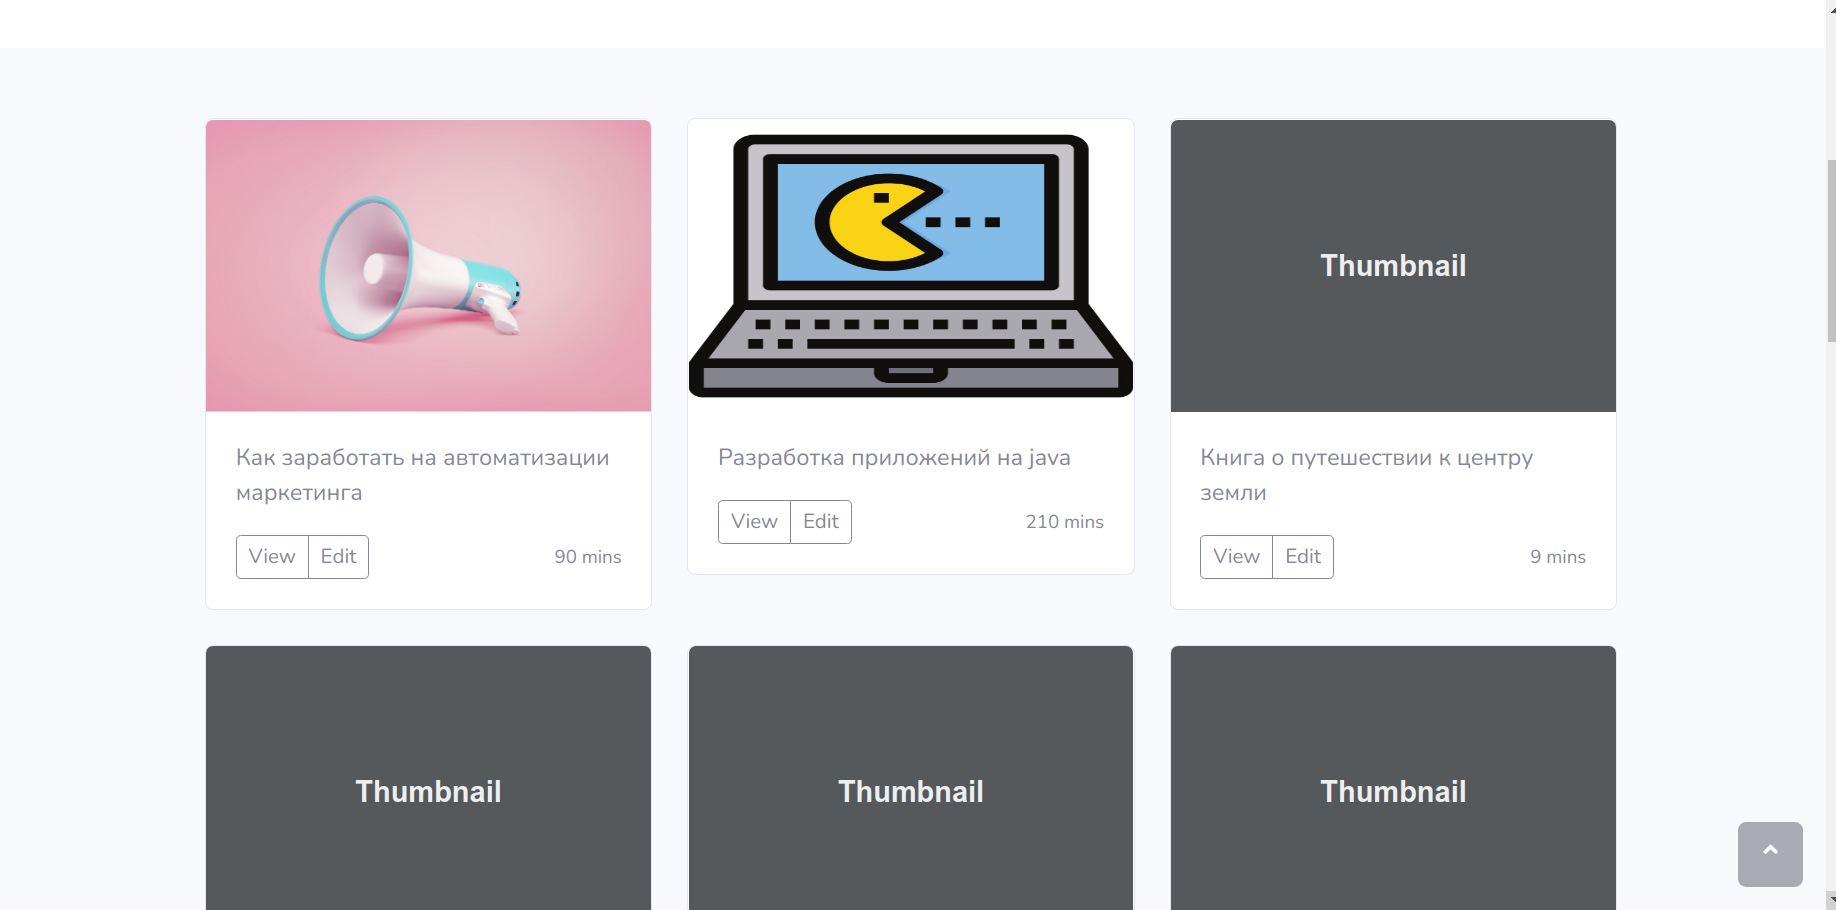 Thumbnail
Как заработать на автоматизации
маркетинга
View Edit 90 mins
Разработка приложений на java
View Edit 210 mins
Книга о путешествии к центру
земли
View Edit 9 mins
Thumbnail
Thumbnail
Thumbnail